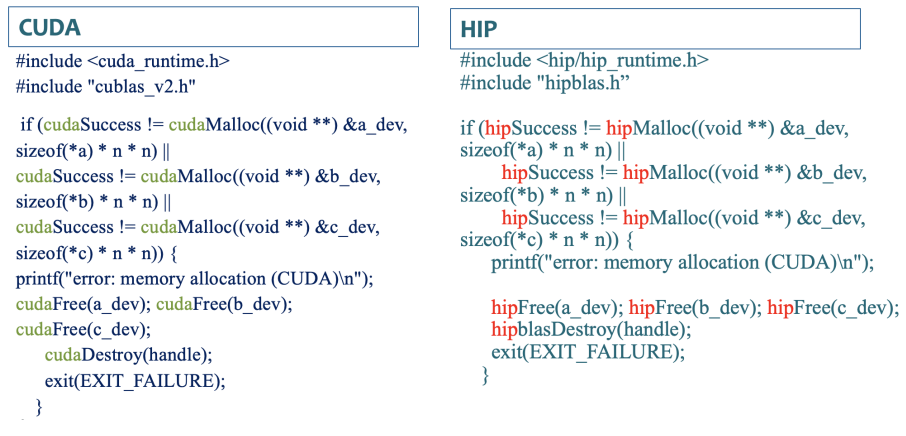 CUDA
#include <cuda_runtime.h>
#include "cublas_v2.h"
if (cudaSuccess != cudaMalloc((void **) &a_dev,
sizeof(*a) * n * n) ||
cudaSuccess != cudaMalloc((void **) &b_dev,
sizeof(*b) * n * n) ||
cudaSuccess != cudaMalloc((void **) &c_dev,
sizeof(*c) * n * n)) {
printf("error: memory allocation (CUDA)\n");
cudaFree(a_dev); cudaFree(b_dev);
cudaFree(c_dev);
cudaDestroy(handle);
exit(EXIT_FAILURE);
}
HIP
#include <hip/hip_runtime.h>
#include "hipblas.h”
if (hipSuccess != hipMalloc((void **) &a_dev,
sizeof(*a) * n * n) ||
hipSuccess != hipMalloc((void **) &b_dev,
sizeof(*b) * n * n) ||
hipSuccess != hipMalloc((void **) &c_dev,
sizeof(*c) * n * n)) {
printf("error: memory allocation (CUDA)\n");
hipFree(a_dev); hipFree(b_dev); hipFree(c_dev);
hipblasDestroy(handle);
exit(EXIT_FAILURE);
}